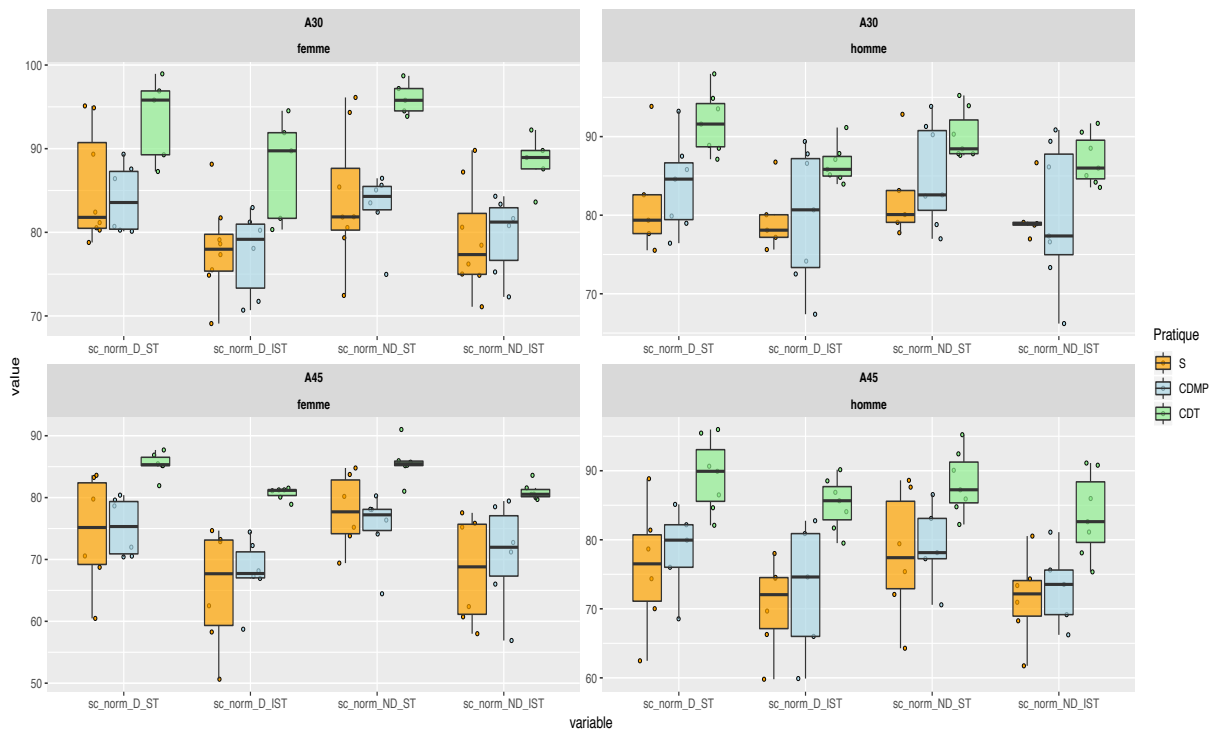 A30
femme
A30
homme
100
90
80
70
90
80
70
sc_norm_D_ST sc_norm_D_IST sc_norm_ND_ST sc_norm_ND_IST
sc_norm_D_ST sc_norm_D_IST sc_norm_ND_ST sc_norm_ND_IST
A45
femme
A45
homme
90
80
70
60
50
90
80
70
60
sc_norm_D_ST sc_norm_D_IST sc_norm_ND_ST sc_norm_ND_IST
sc_norm_D_ST sc_norm_D_IST sc_norm_ND_ST sc_norm_ND_IST
value
variable
Pratique
S
CDMP
CDT